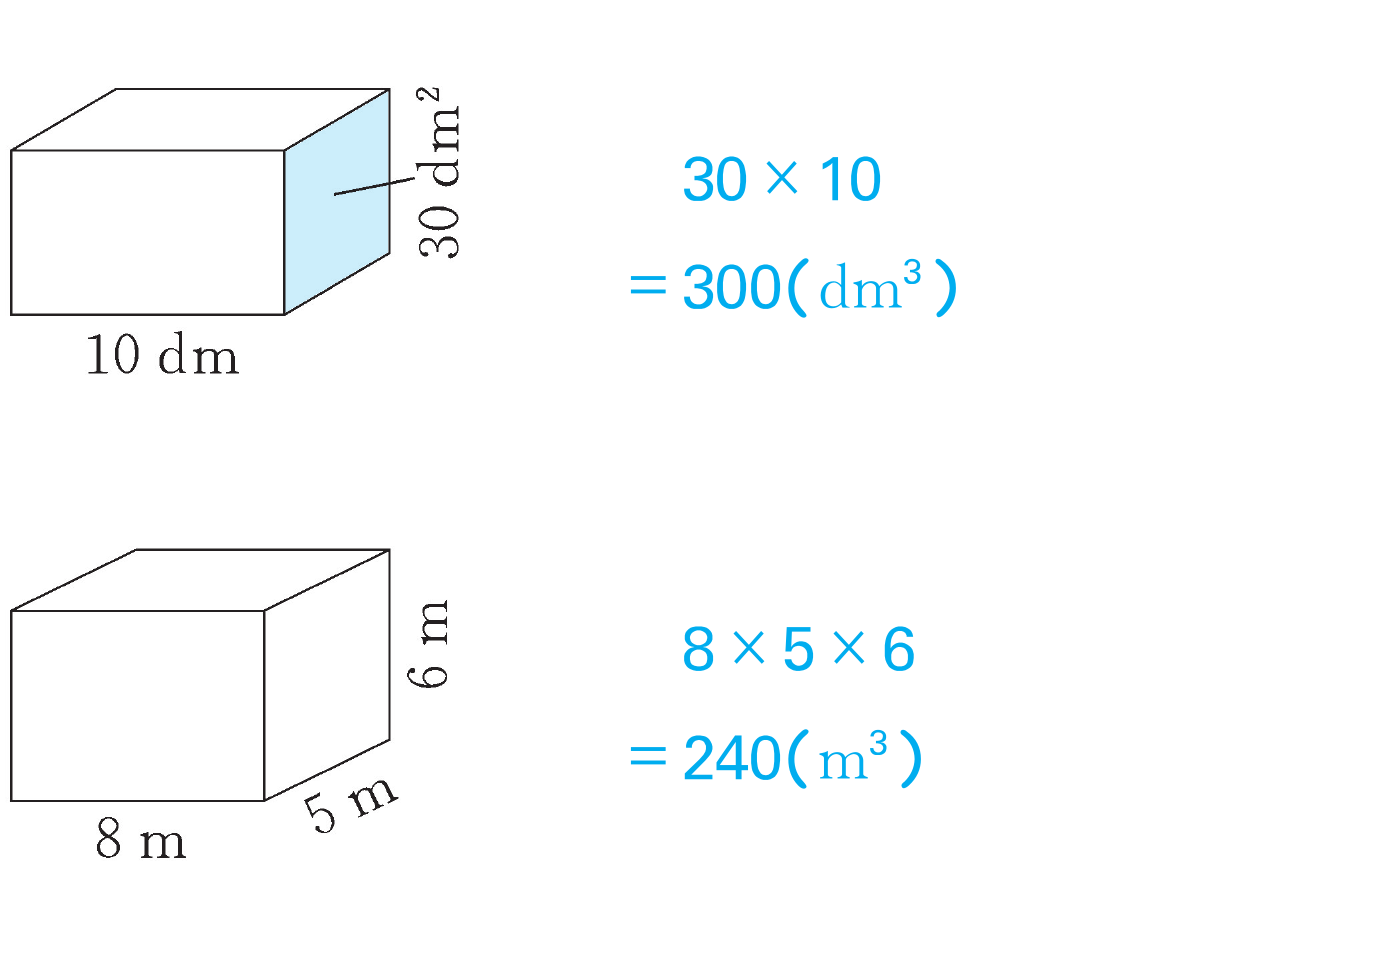 30 dm²
30 × 10
= 300(dm³)
10 dm
6 m
8 × 5 × 6
= 240(m³)
5 m
8 m